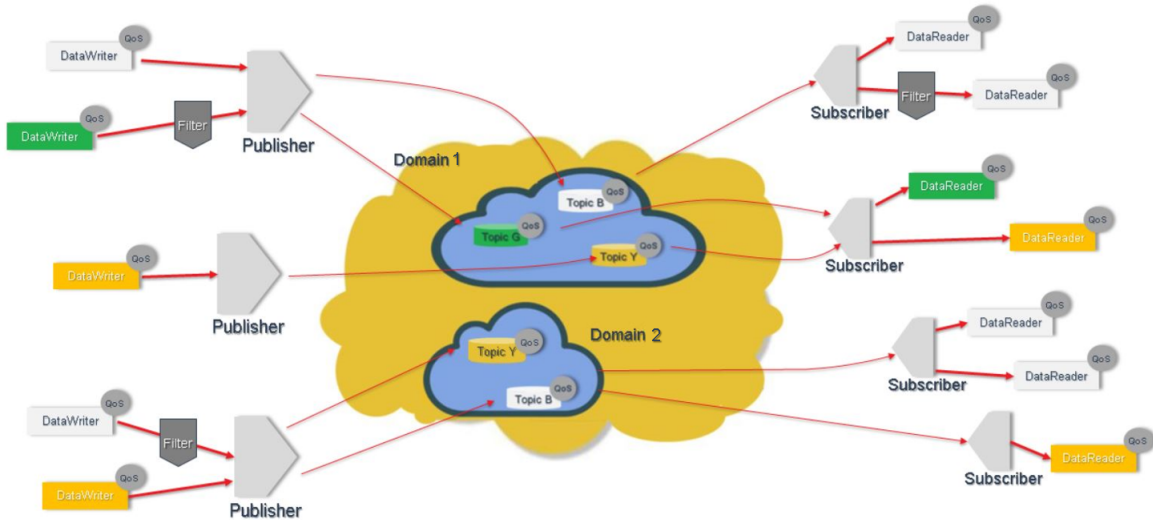 QoS
DataWriter
QoS
DataWriter
Filter
Publisher
QoS
DataWriter
Publisher
QoS
DataWriter
Filter
QoS
DataWriter
Publisher
Domain 1
QoS
Topic B
QoS
Topic G
QoS
Topic Y
Domain 2
QoS
Topic Y
QoS
Topic B
QoS
DataReader
QoS
Filter
DataReader
Subscriber
QoS
DataReader
QoS
DataReader
Subscriber
QoS
DataReader
QoS
DataReader
Subscriber
QoS
DataReader
Subscriber